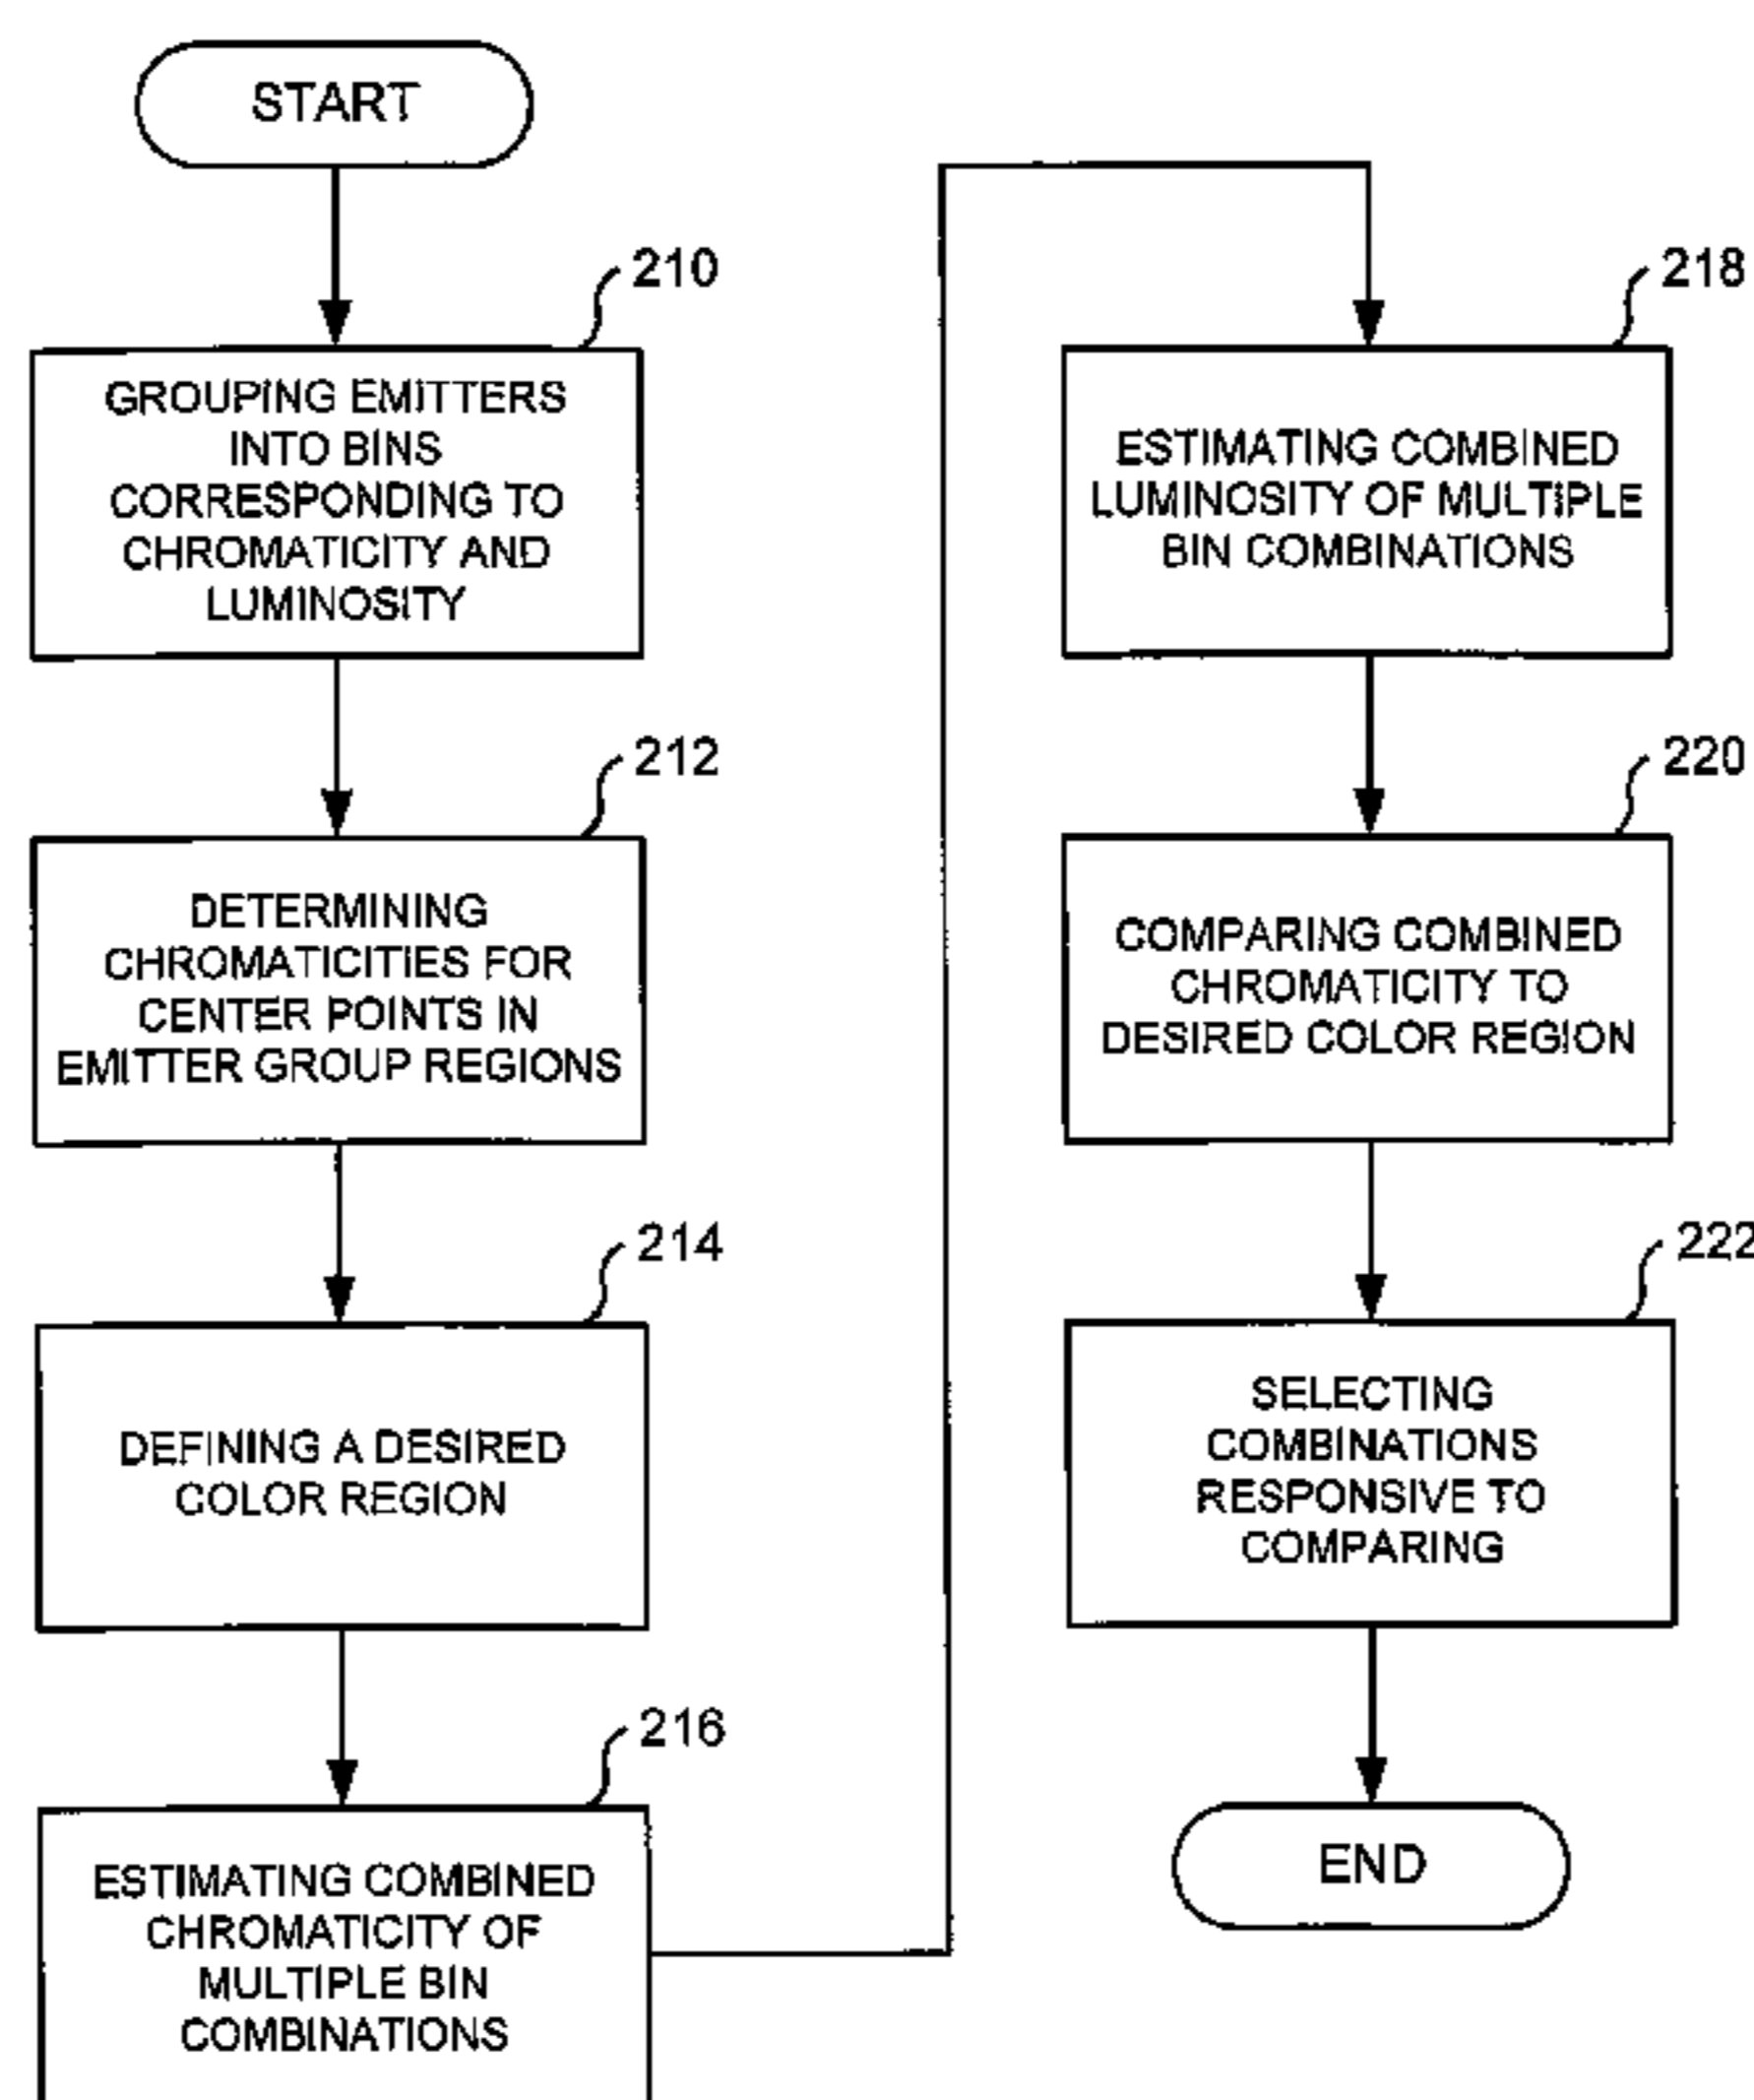 START
210
GROUPING EMITTERS
INTO BINS
CORRESPONDING TO
CHROMATICITY AND
LUMINOSITY
212
DETERMINING
CHROMATICITIES FOR
CENTER POINTS IN
EMITTER GROUP REGIONS
214
DEFINING A DESIRED
COLOR REGION
216
ESTIMATING COMBINED
CHROMATICITY OF
MULTIPLE BIN
COMBINATIONS
218
ESTIMATING COMBINED
LUMINOSITY OF MULTIPLE
BIN COMBINATIONS
220
COMPARING COMBINED
CHROMATICITY TO
DESIRED COLOR REGION
222
SELECTING
COMBINATIONS
RESPONSIVE TO
COMPARING
END